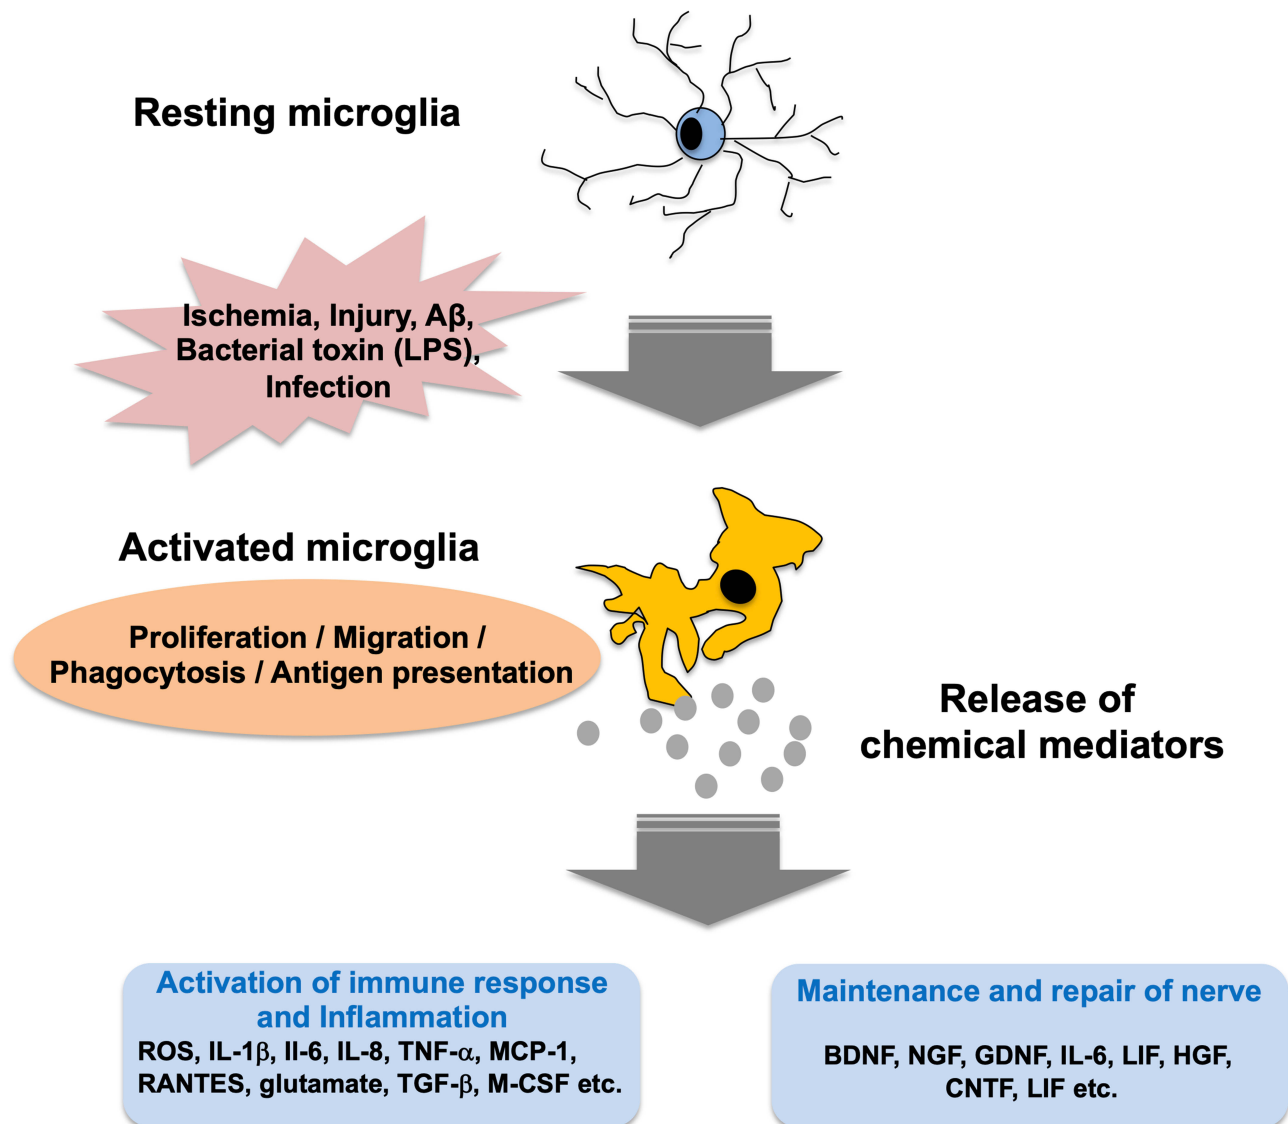 Resting microglia
Ischemia, Injury, Aβ,
Bacterial toxin (LPS),
Infection
Activated microglia
Proliferation / Migration /
Phagocytosis / Antigen presentation
Release of
chemical mediators
Activation of immune response
and Inflammation
ROS, IL-1β, Il-6, IL-8, TNF-α, MCP-1,
RANTES, glutamate, TGF-β, M-CSF etc.
Maintenance and repair of nerve
BDNF, NGF, GDNF, IL-6, LIF, HGF,
CNTF, LIF etc.